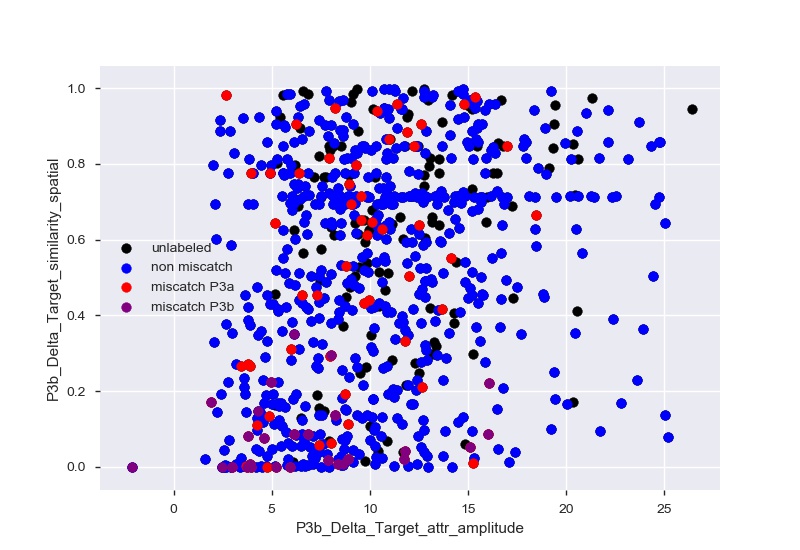 1.0
0.8
0.6
0.4
0.2
0.0
P3b_Delta_Target_similarity_spatial
unlabeled
non miscatch
miscatch P3a
miscatch P3b
0 5 10 15 20 25
P3b_Delta_Target_attr_amplitude